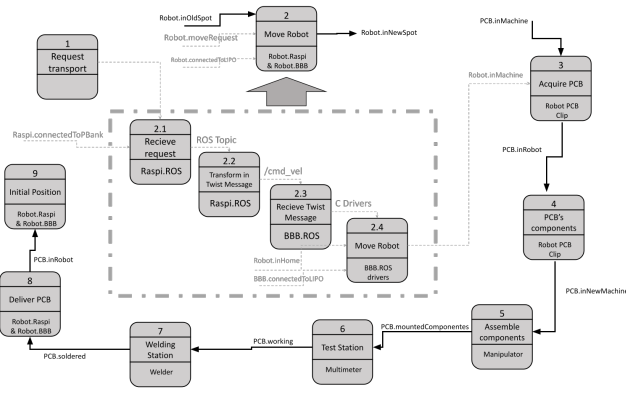 Robot.inOldSpot
2
Robot.moveRequest
Move Robot
Robot.inNewSpot
Robot.connectedToLIPO
Robot.Raspi
& Robot.BBB
PCB.inMachine
1
Request
transport
3
Acquire PCB
Robot PCB
Clip
Robot.inMachine
Raspi.connectedToPBank
2.1
Recieve
request
Raspi.ROS
ROS Topic
2.2
Transform in
Twist Message
Raspi.ROS
/cmd_vel
2.3
Recieve Twist
Message
BBB.ROS
C Drivers
2.4
Move Robot
BBB.ROS
drivers
Robot.inHome
BBB.connectedToLIPO
PCB.inRobot
4
PCB's
components
Robot PCB
Clip
PCB.inNewMachine
9
Initial Position
Robot.Raspi
& Robot.BBB
PCB.inRobot
8
Deliver PCB
Robot.Raspi
& Robot.BBB
PCB.soldered
7
Welding
Station
Welder
PCB.working
6
Test Station
Multimeter
PCB.mountedComponentes
5
Assemble
components
Manipulator